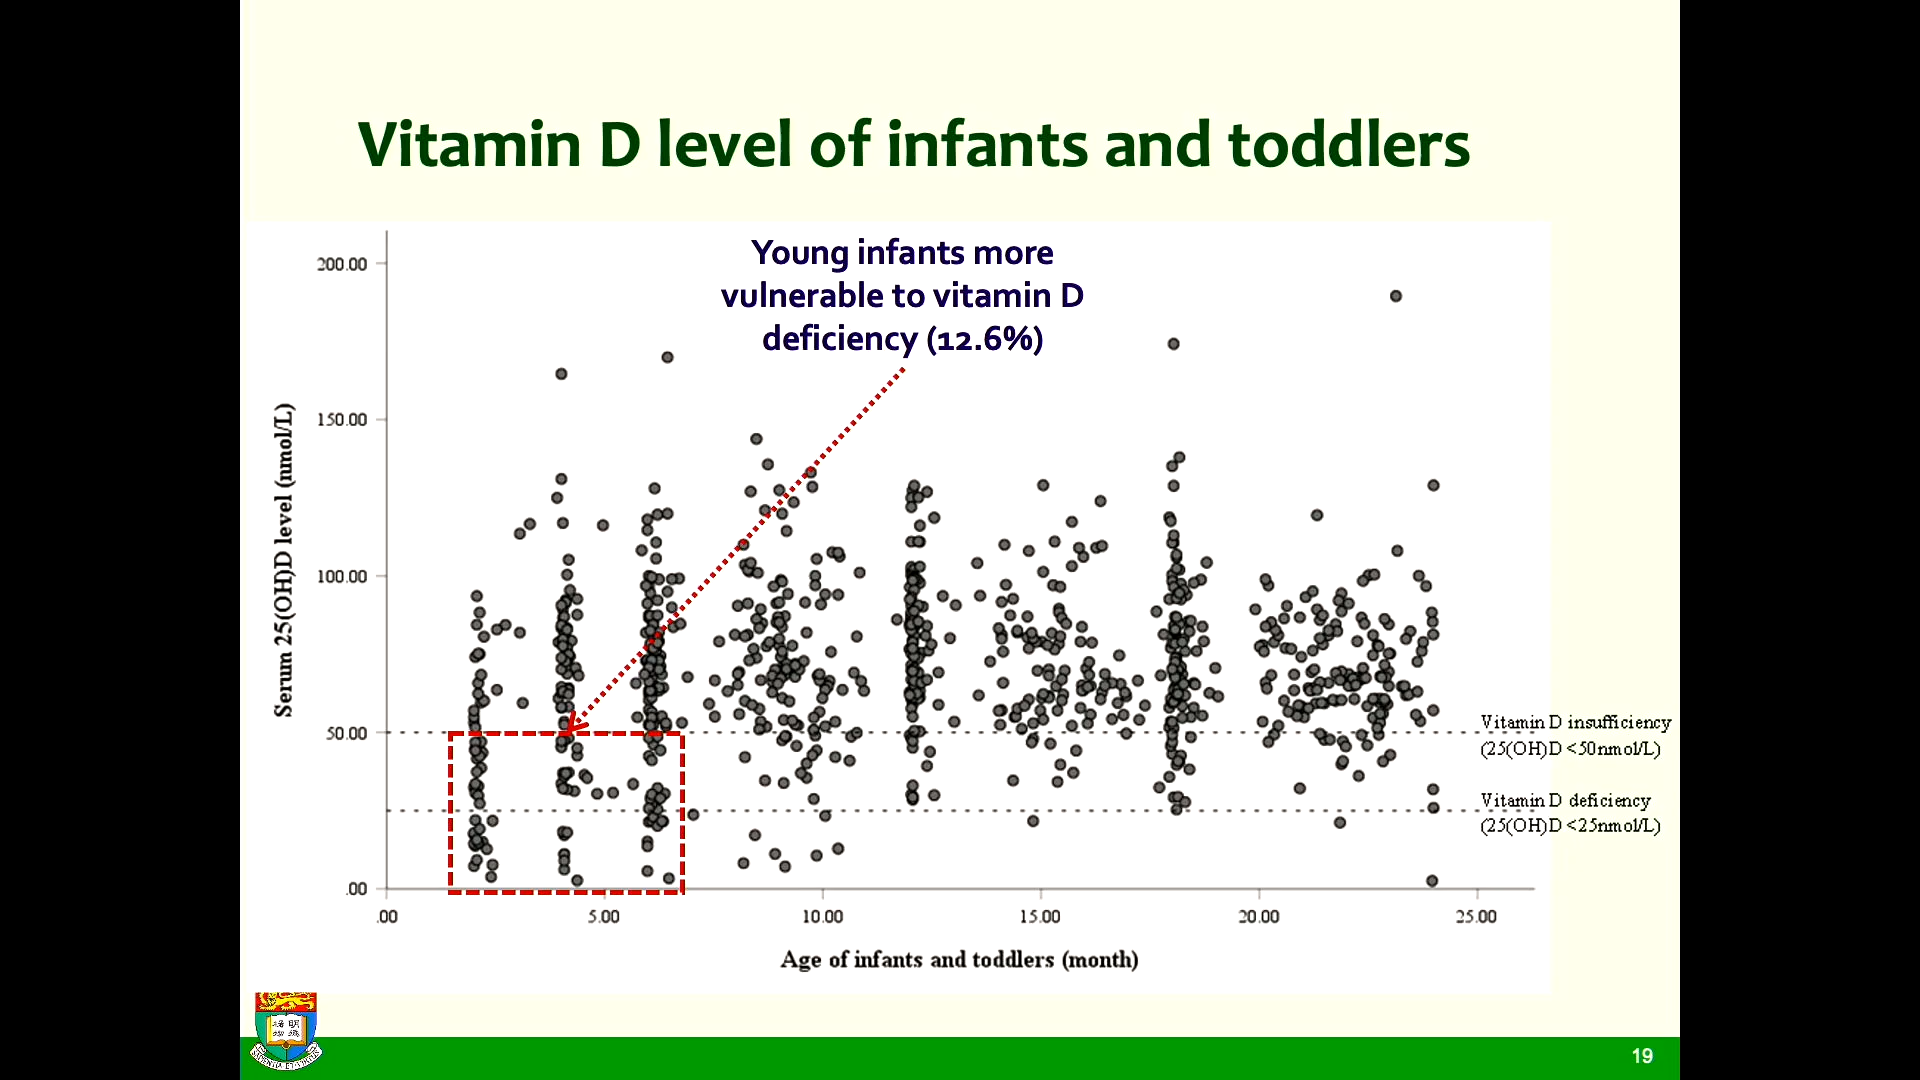 Vitamin D level of infants and toddlers
Young infants more
vulnerable to vitamin D
deficiency (12.6%)
Serum 25(OH)D level (nmol/L)
200.00
150.00
100.00
50.00
.00
Vitamin D insufficiency
(25(OH)D <50nmol/L)
Vitamin D deficiency
(25(OH)D <25nmol/L)
.00
5.00
10.00
15.00
20.00
25.00
Age of infants and toddlers (month)
19